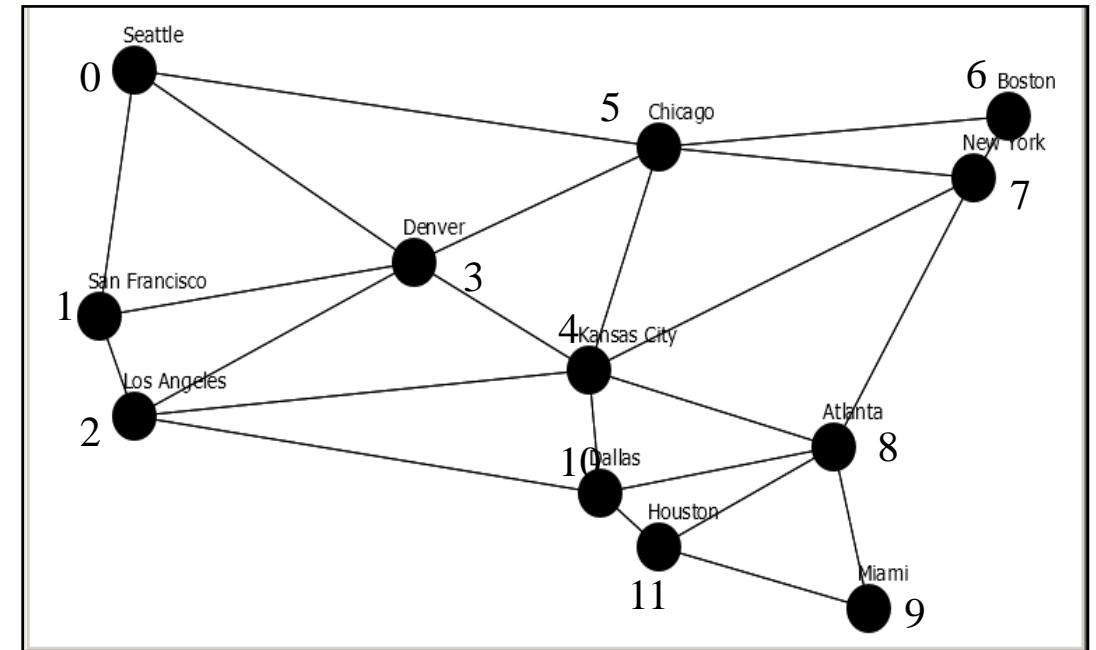 Seattle
0
6
Boston
5
Chicago
New York
7
Denver
3
San Francisco
1
4
Kansas City
Los Angeles
2
Atlanta
8
10
Dallas
Houston
11
Miami
9